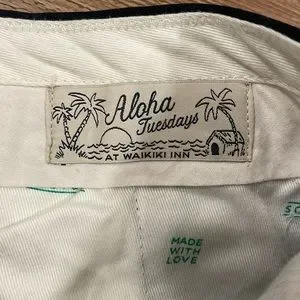 Aloha
Tuesdays
AT WAIKIKI INN
MADE
WITH
LOVE